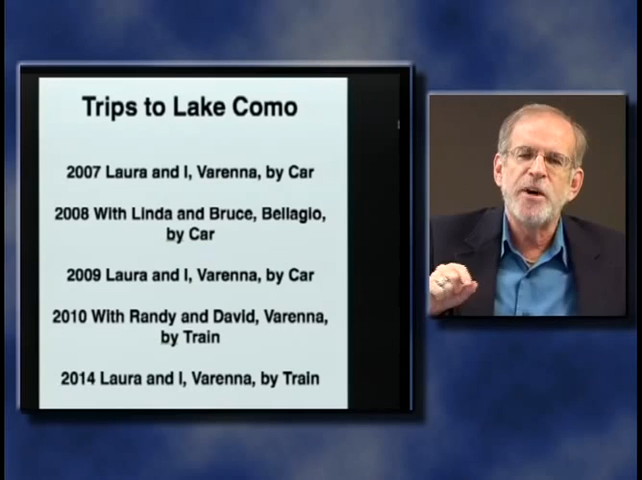 Trips to Lake Como
2007 Laura and I, Varenna, by Car
2008 With Linda and Bruce, Bellagio,
by Car
2009 Laura and I, Varenna, by Car
2010 With Randy and David, Varenna,
by Train
2014 Laura and I, Varenna, by Train